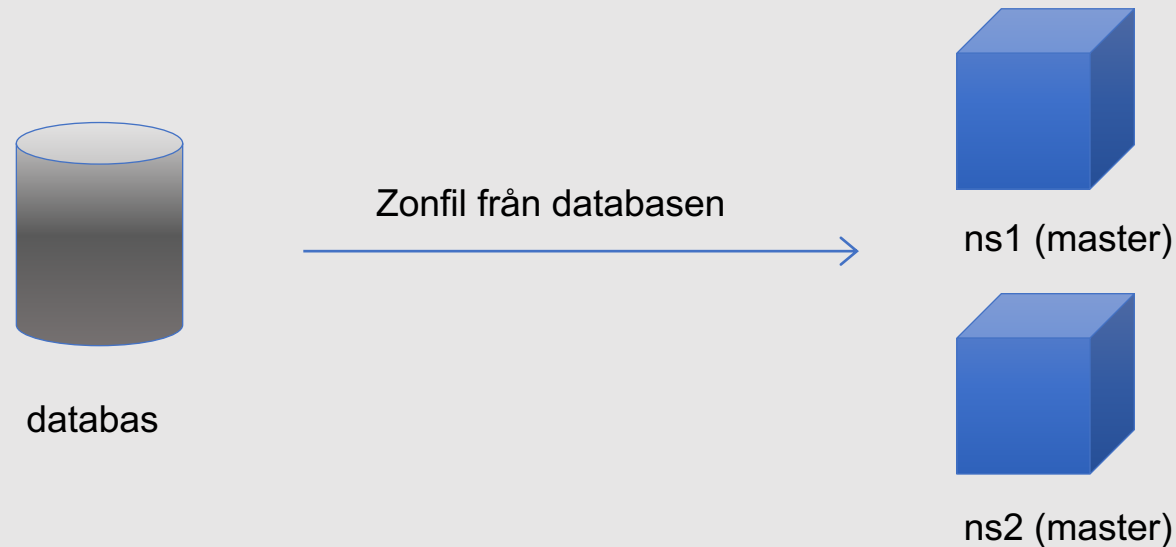 Zonfil från databasen
ns1 (master)
databas
ns2 (master)